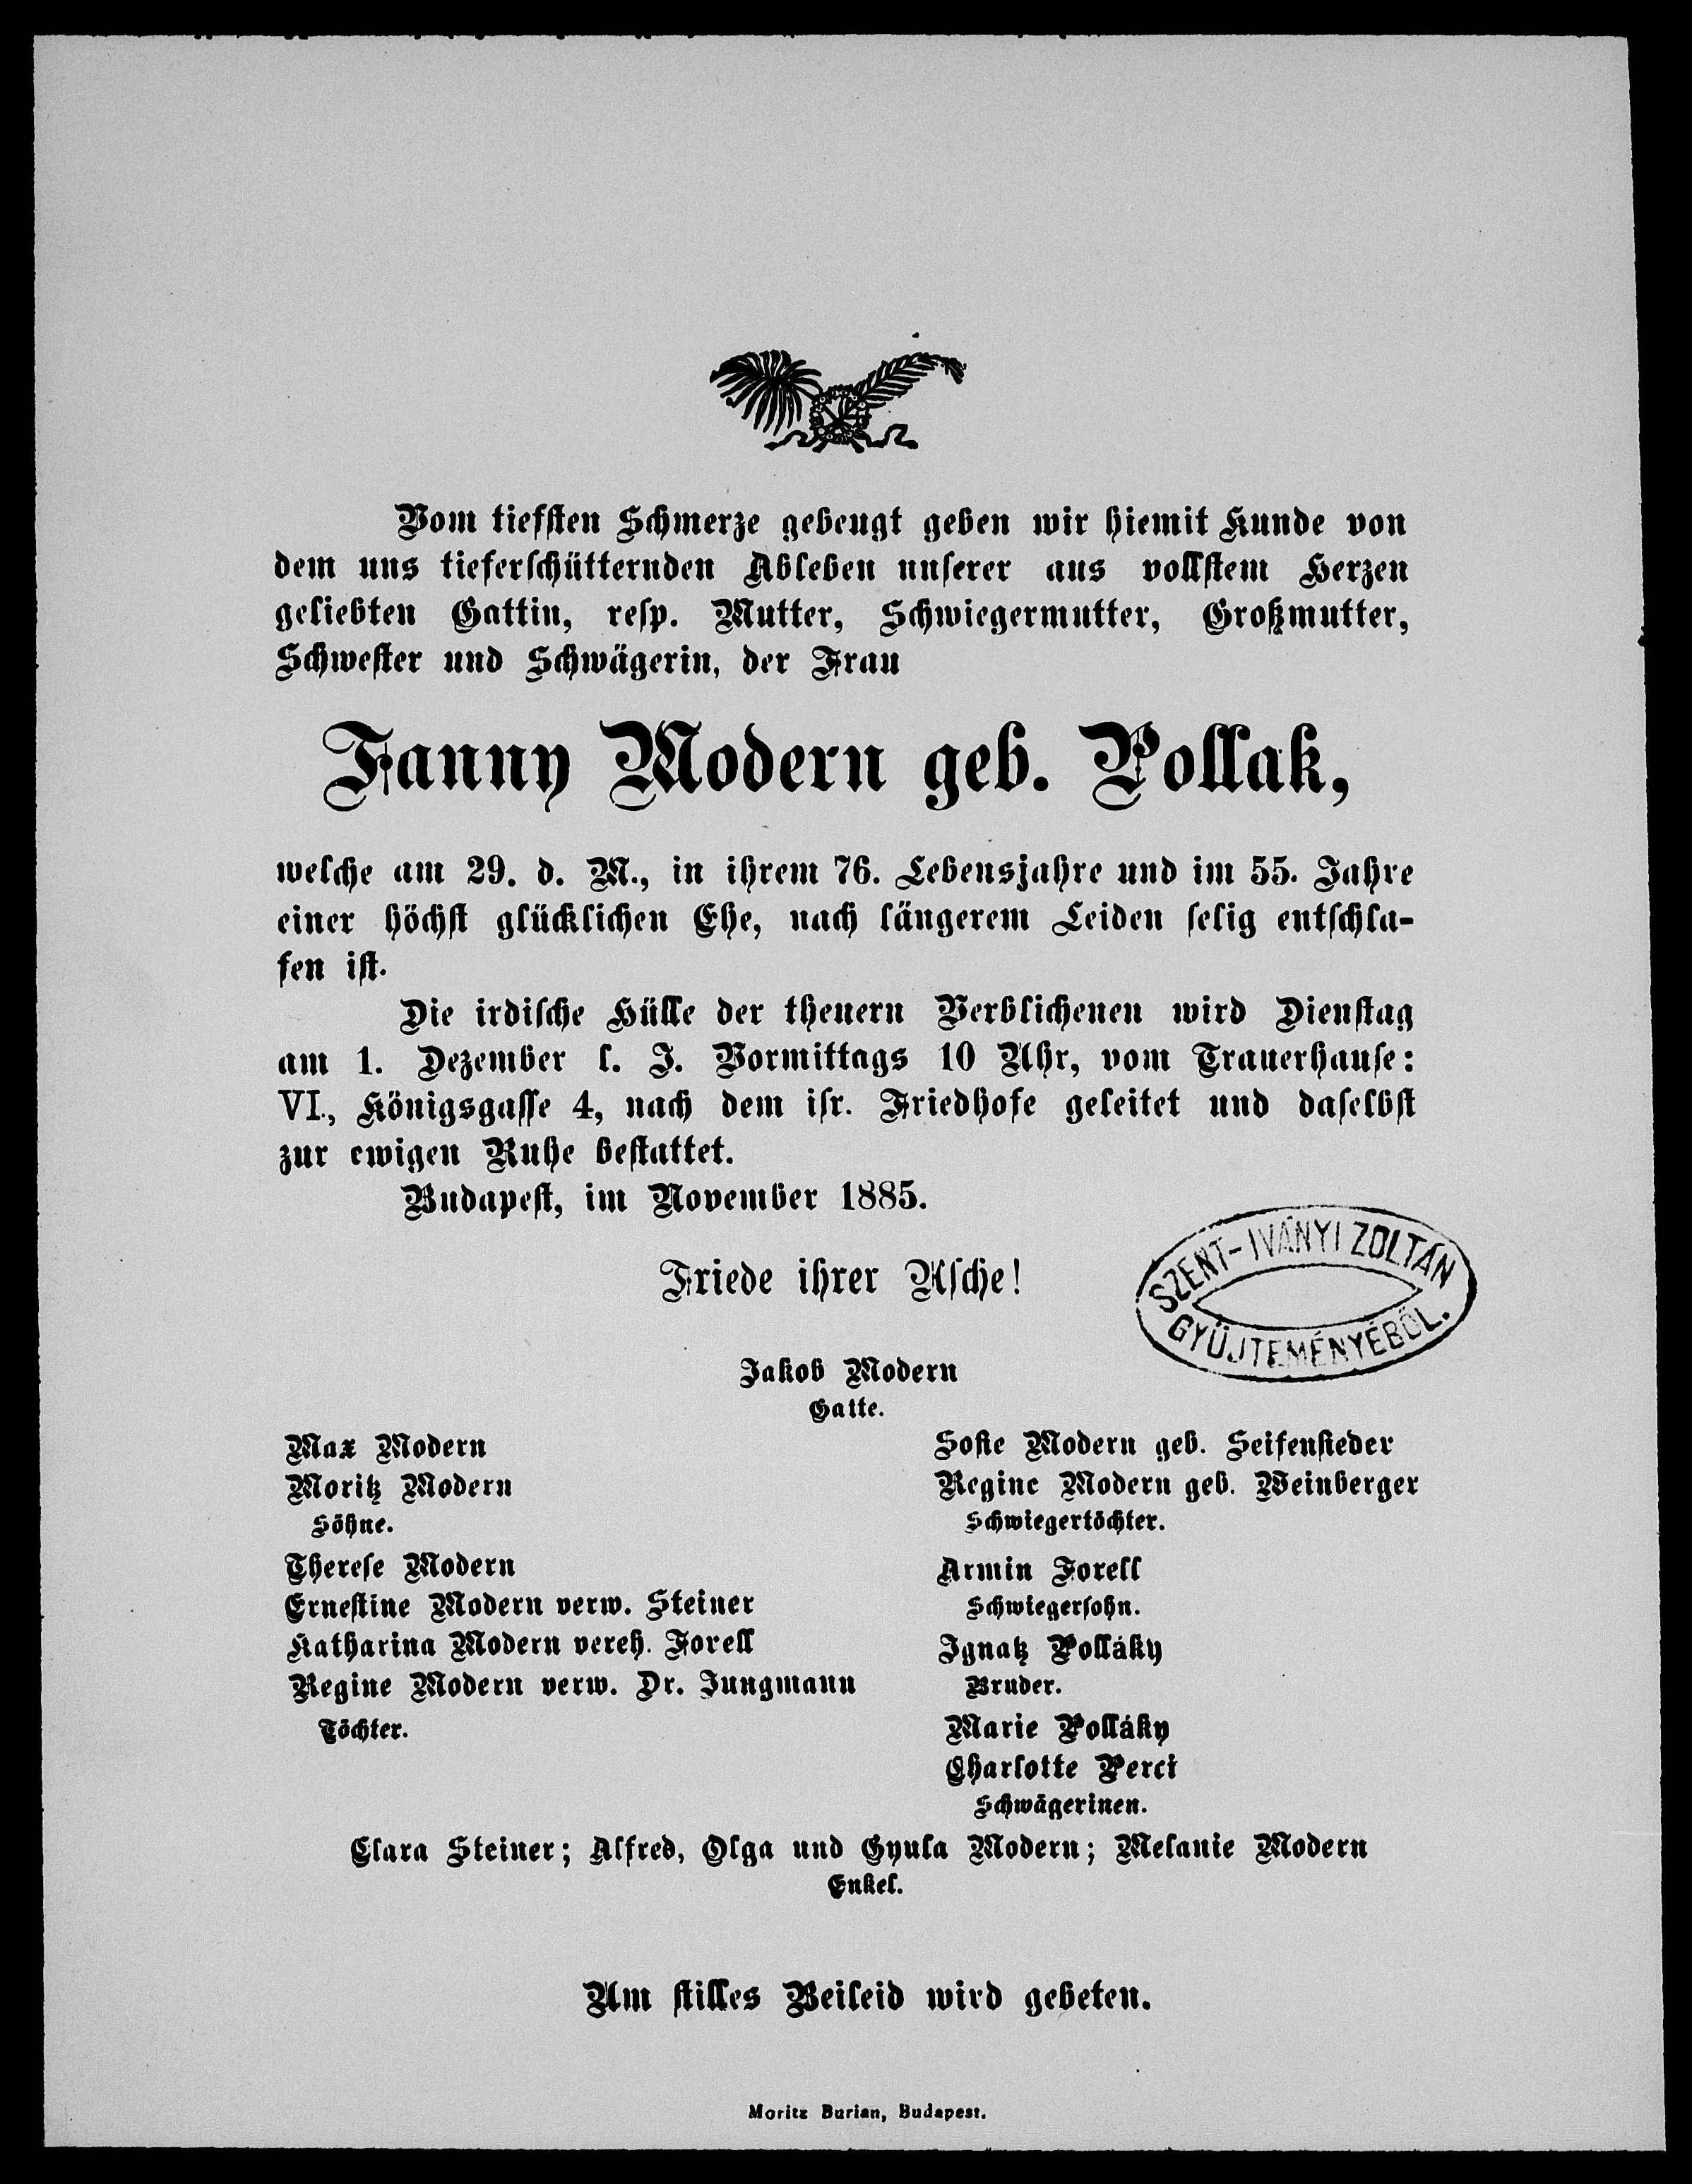 Vom tiefsten Schmerze gebeugt geben wir hiemit Kunde von
dem uns tieferschütternden Ableben unserer aus vollstem Herzen
geliebten Gattin, resp. Mutter, Schwiegermutter, Großmutter,
Schwester und Schwägerin, der Frau
Fanny Modern geb. Pollak,
welche am 29. d. M., in ihrem 76. Lebensjahre und im 55. Jahre
einer höchst glücklichen Ehe, nach längerem Leiden selig entschla-
fen ist.
Die irdische Hülle der theuern Verblichenen wird Dienstag
am 1. Dezember l. J. Vormittags 10 Uhr, vom Trauerhause:
VI., Königsgasse 4, nach dem isr. Friedhofe geleitet und daselbst
zur ewigen Ruhe bestattet.
Budapest, im November 1885.
Friede ihrer Asche!
SZENT-IVÁNYI ZOLTÁN
GYŰJTEMÉNYÉBŐL.
Jakob Modern
Gatte.
Max Modern
Moritz Modern
Söhne.
Therese Modern
Ernestine Modern verw. Steiner
Katharina Modern vereh. Forell
Regine Modern verw. Dr. Jungmann
Töchter.
Sofie Modern geb. Seifensieder
Regine Modern geb. Weinberger
Schwiegertöchter.
Armin Forell
Schwiegersohn.
Ignatz Polláky
Bruder.
Marie Polláky
Charlotte Perci
Schwägerinen.
Clara Steiner; Alfred, Olga und Gyula Modern; Melanie Modern
Enkel.
Um stilles Beileid wird gebeten.
Moritz Burian, Budapest.